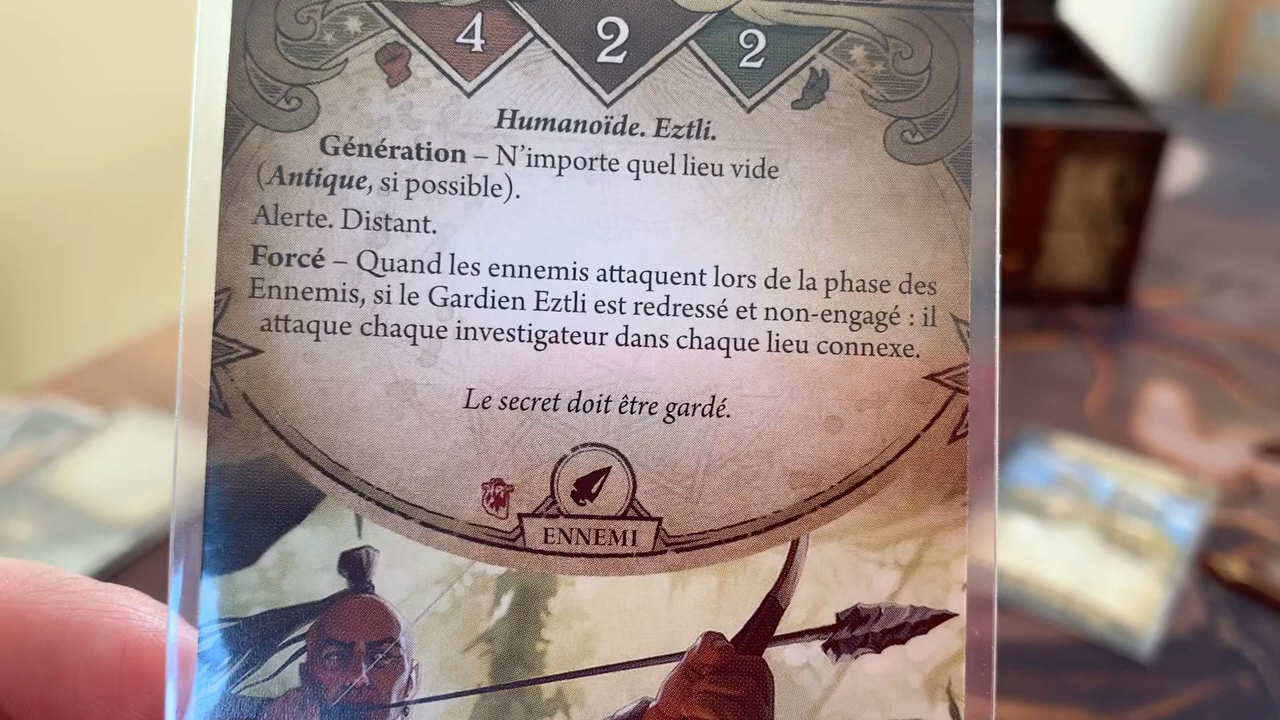 4 2 2
Humanoïde. Eztli.
Génération – N'importe quel lieu vide
(Antique, si possible).
Alerte. Distant.
Forcé – Quand les ennemis attaquent lors de la phase des
Ennemis, si le Gardien Eztli est redressé et non-engagé : il
attaque chaque investigateur dans chaque lieu connexe.
Le secret doit être gardé.
ENNEMI